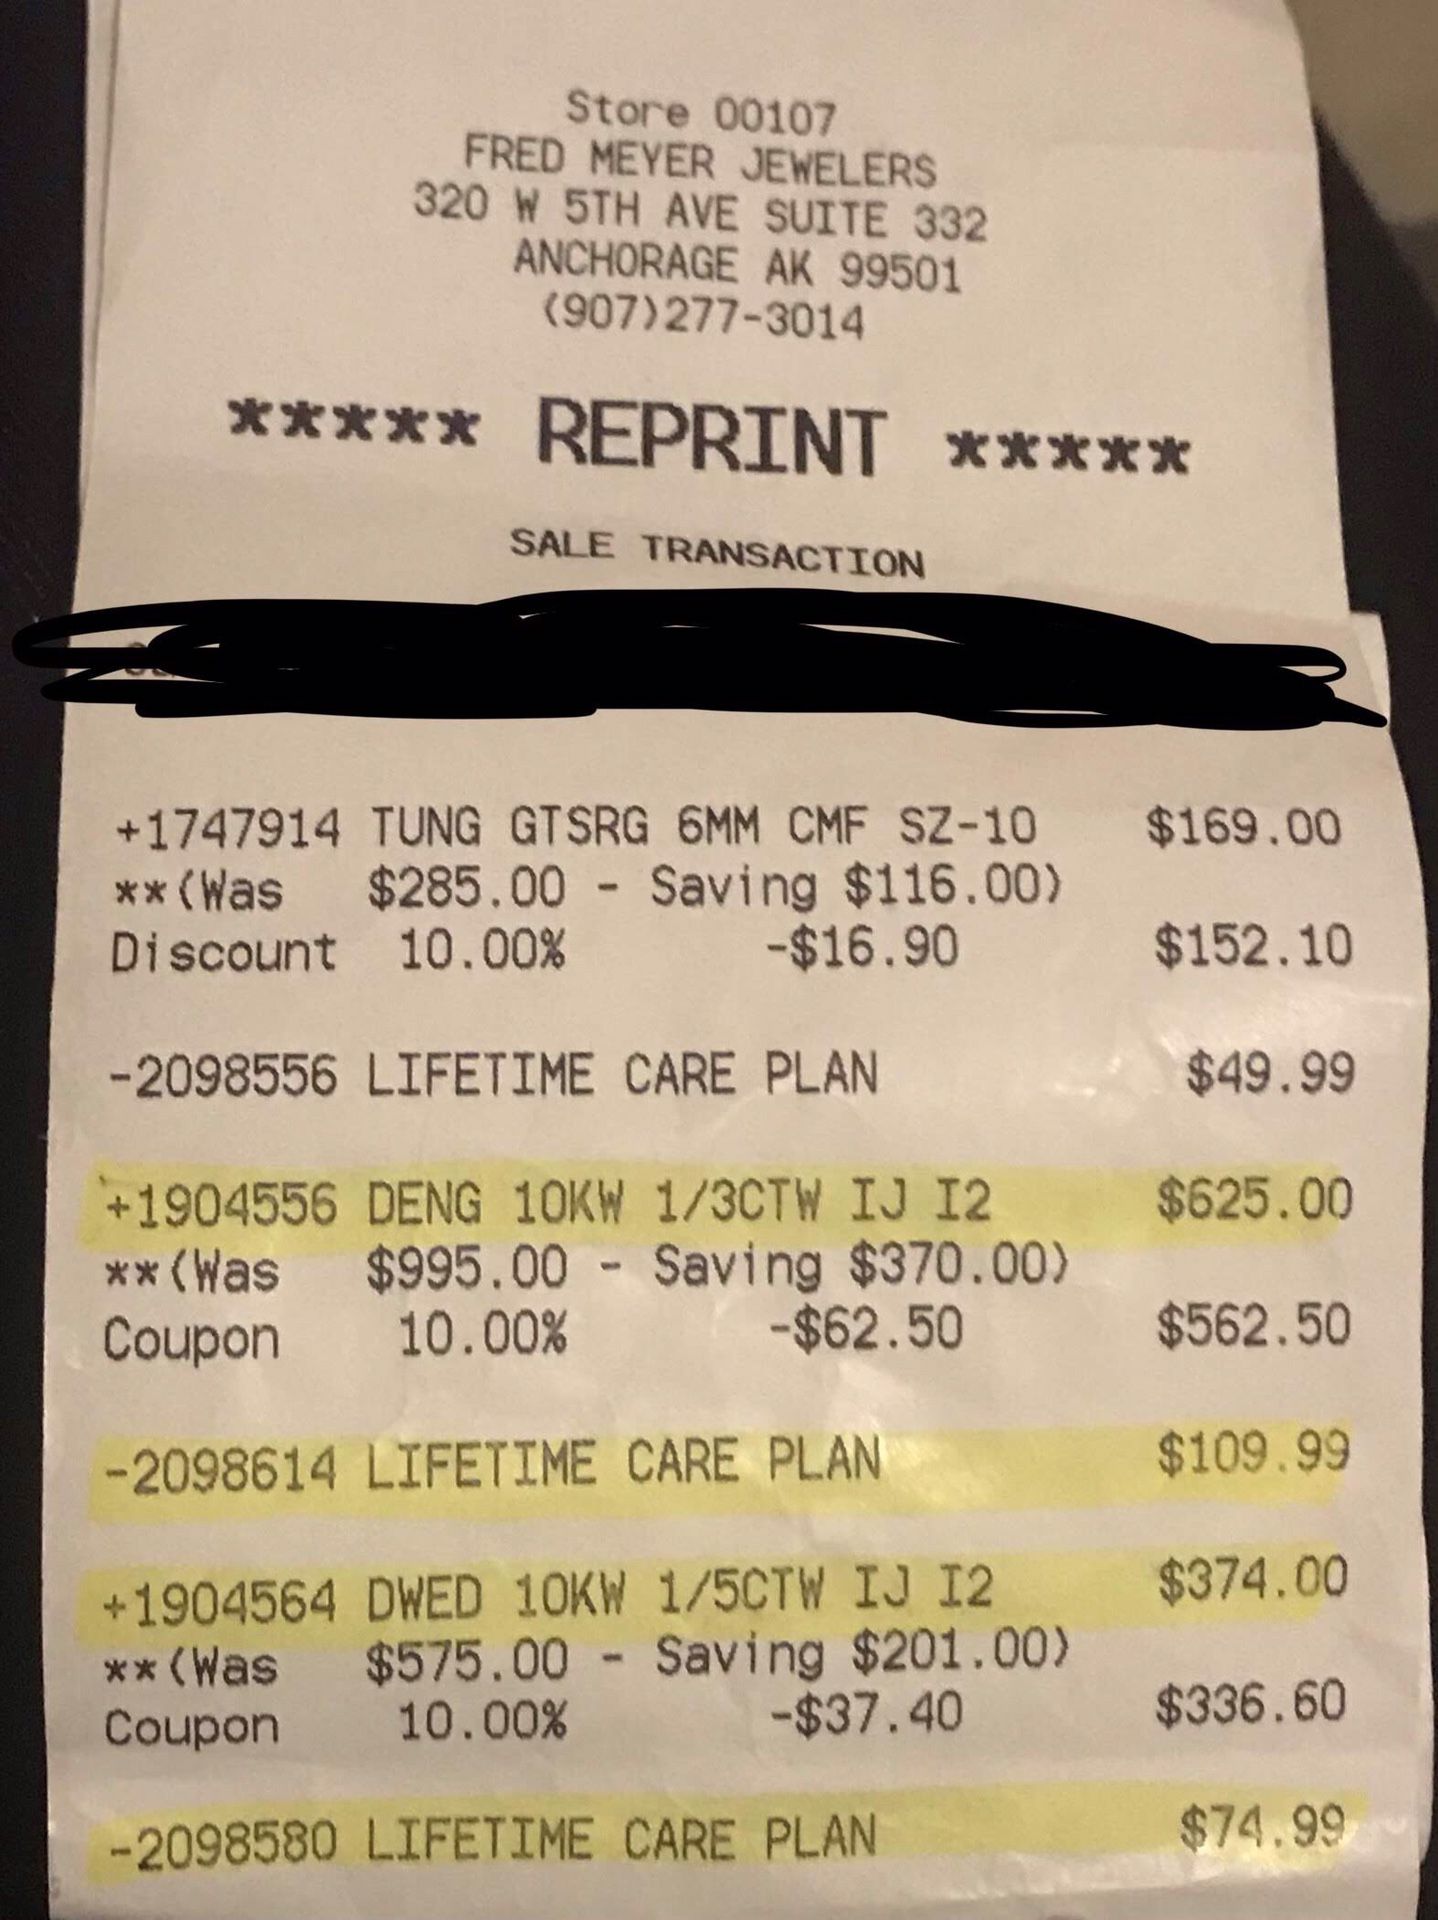 Store 00107
FRED MEYER JEWELERS
320 W 5TH AVE SUITE 332
ANCHORAGE AK 99501
(907)277-3014
***** REPRINT *****
SALE TRANSACTION
+1747914 TUNG GTSRG 6MM CMF SZ-10 $169.00
**(Was $285.00 - Saving $116.00)
Discount 10.00% -$16.90 $152.10
-2098556 LIFETIME CARE PLAN $49.99
+1904556 DENG 10KW 1/3CTW IJ I2 $625.00
**(Was $995.00 - Saving $370.00)
Coupon 10.00% -$62.50 $562.50
-2098614 LIFETIME CARE PLAN $109.99
+1904564 DWED 10KW 1/5CTW IJ I2 $374.00
**(Was $575.00 - Saving $201.00)
Coupon 10.00% -$37.40 $336.60
-2098580 LIFETIME CARE PLAN $74.99